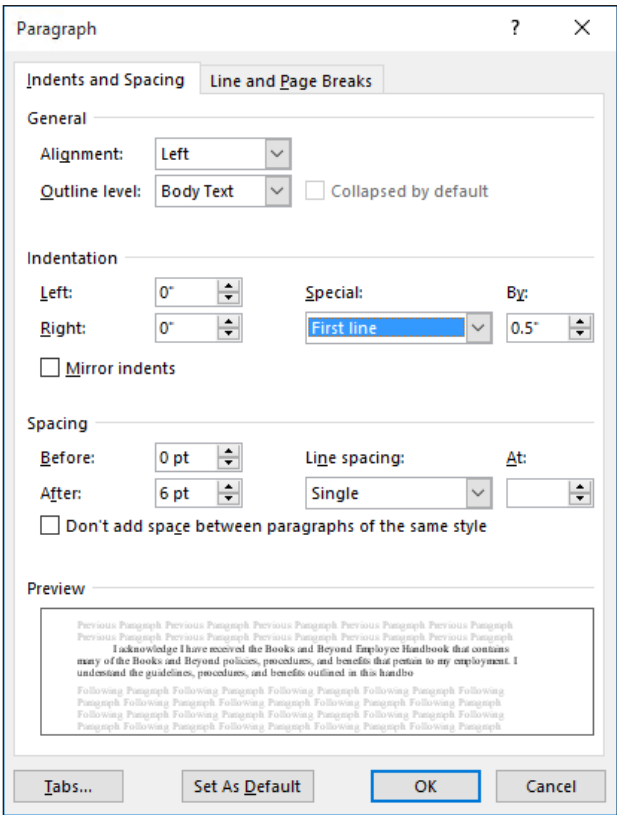 Paragraph ? ×
Indents and Spacing Line and Page Breaks
General
Alignment: Left
Outline level: Body Text Collapsed by default
Indentation
Left: 0" Special: By:
Right: 0" First line 0.5"
Mirror indents
Spacing
Before: 0 pt Line spacing: At:
After: 6 pt Single
Don't add space between paragraphs of the same style
Preview
Previous Paragraph Previous Paragraph Previous Paragraph Previous Paragraph Previous Paragraph
Previous Paragraph Previous Paragraph Previous Paragraph Previous Paragraph Previous Paragraph
I acknowledge I have received the Books and Beyond Employee Handbook that contains
many of the Books and Beyond policies, procedures, and benefits that pertain to my employment. I
understand the guidelines, procedures, and benefits outlined in this handbo
Following Paragraph Following Paragraph Following Paragraph Following Paragraph Following
Paragraph Following Paragraph Following Paragraph Following Paragraph Following Paragraph
Following Paragraph Following Paragraph Following Paragraph Following Paragraph Following
Paragraph Following Paragraph Following Paragraph Following Paragraph Following Paragraph
Tabs... Set As Default OK Cancel